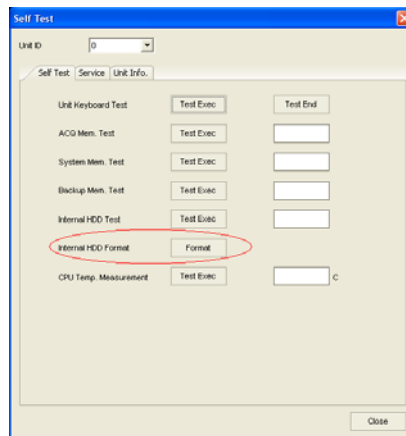 Self Test
Unit ID 0
Self Test Service Unit Info.
Unit Keyboard Test Test Exec Test End
ACQ Mem. Test Test Exec
System Mem. Test Test Exec
Backup Mem. Test Test Exec
Internal HDD Test Test Exec
Internal HDD Format Format
CPU Temp. Measurement Test Exec C
Close